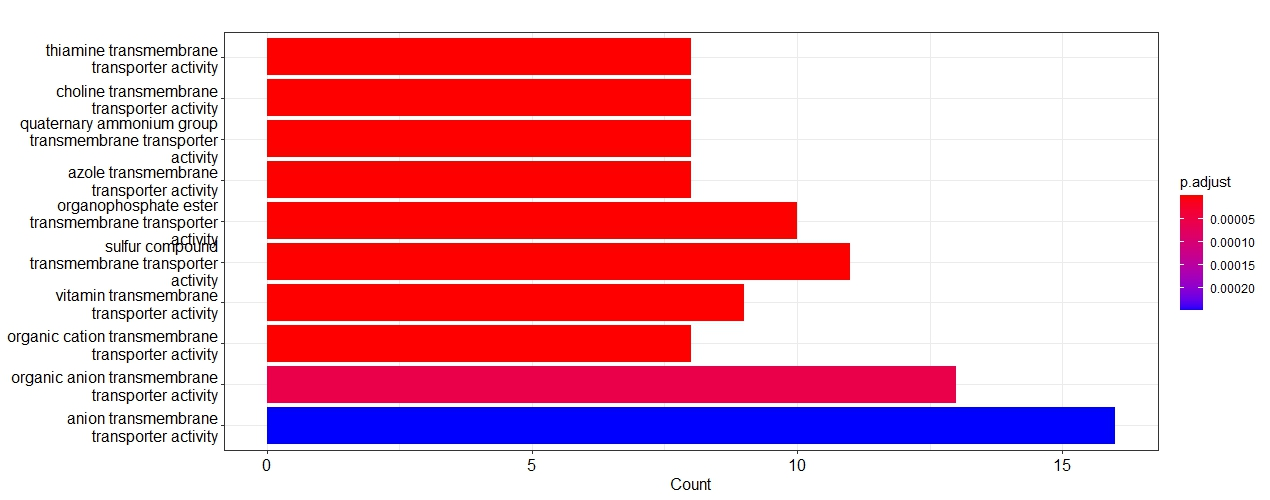 thiamine transmembrane
transporter activity
choline transmembrane
transporter activity
quaternary ammonium group
transmembrane transporter
activity
azole transmembrane
transporter activity
organophosphate ester
transmembrane transporter
activity
sulfur compound
transmembrane transporter
activity
vitamin transmembrane
transporter activity
organic cation transmembrane
transporter activity
organic anion transmembrane
transporter activity
anion transmembrane
transporter activity
0 5 10 15
Count
p.adjust
0.00005
0.00010
0.00015
0.00020